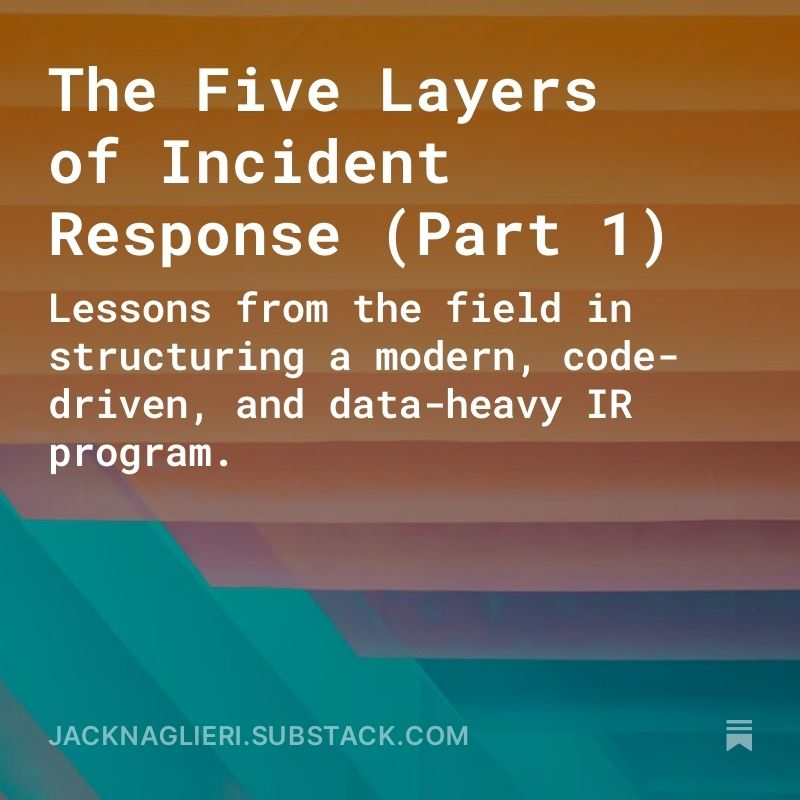 The Five Layers
of Incident
Response (Part 1)
Lessons from the field in
structuring a modern, code-
driven, and data-heavy IR
program.
JACKNAGLIERI.SUBSTACK.COM